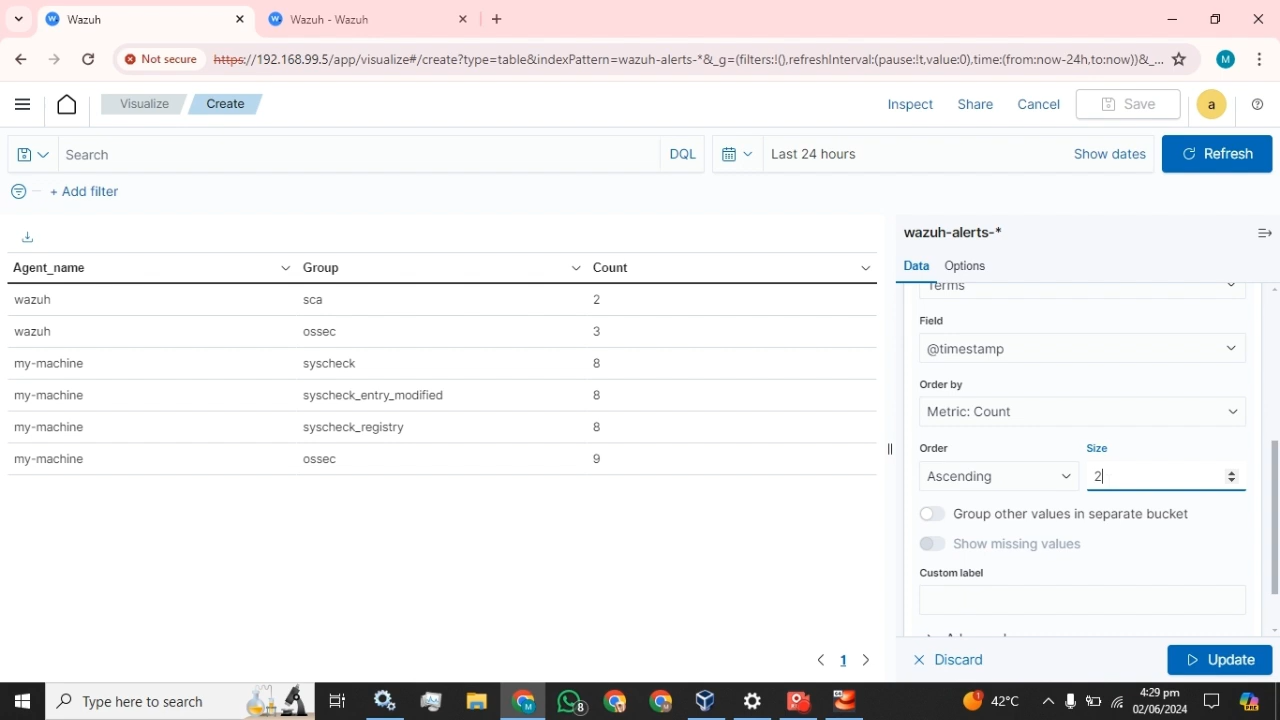 Wazuh
Wazuh - Wazuh
Not secure
https://192.168.99.5/app/visualize#/create?type=table&indexPattern=wazuh-alerts-*&_g=(filters:!(),refreshInterval:(pause:!t,value:0),time:(from:now-24h,to:now))&_...
M
Visualize
Create
Inspect
Share
Cancel
Save
a
Search
DQL
Last 24 hours
Show dates
Refresh
+ Add filter
wazuh-alerts-*
Data
Options
Agent_name Group Count
wazuh sca 2
wazuh ossec 3
my-machine syscheck 8
my-machine syscheck_entry_modified 8
my-machine syscheck_registry 8
my-machine ossec 9
1
Terms
Field
@timestamp
Order by
Metric: Count
Order
Size
Ascending
2
Group other values in separate bucket
Show missing values
Custom label
Discard
Update
Type here to search
8
1
42°C
4:29 pm
02/06/2024